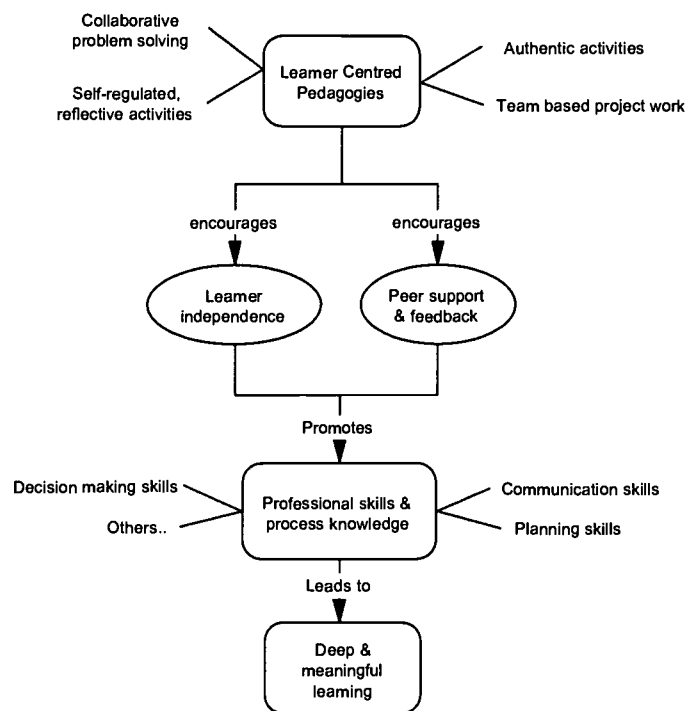 Collaborative
problem solving
Self-regulated,
reflective activities
Learner Centred
Pedagogies
Authentic activities
Team based project work
encourages
encourages
Learner
independence
Peer support
& feedback
Promotes
Decision making skills
Others..
Professional skills &
process knowledge
Communication skills
Planning skills
Leads to
Deep &
meaningful
learning